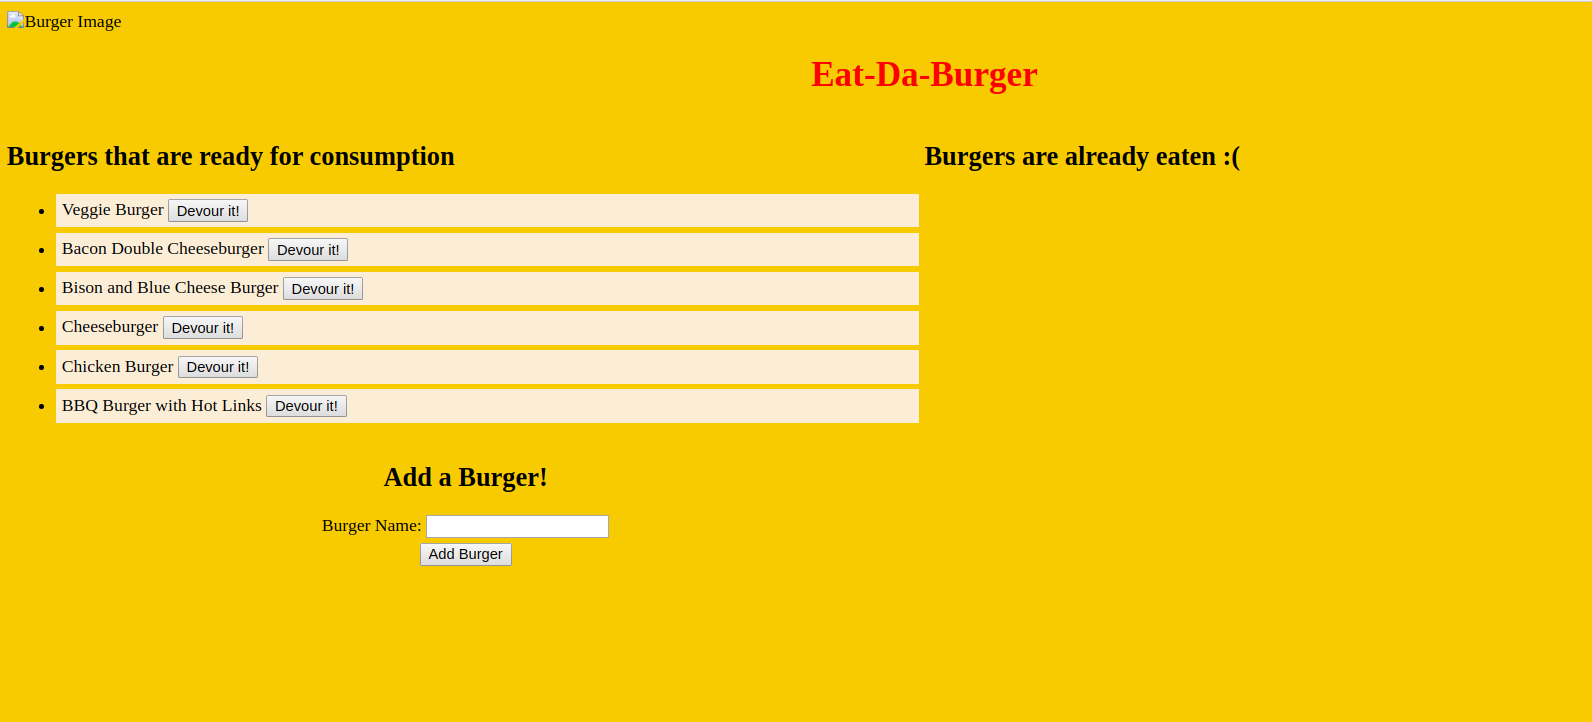 Burger Image
Eat-Da-Burger
Burgers that are ready for consumption
Veggie Burger Devour it!
Bacon Double Cheeseburger Devour it!
Bison and Blue Cheese Burger Devour it!
Cheeseburger Devour it!
Chicken Burger Devour it!
BBQ Burger with Hot Links Devour it!
Add a Burger!
Burger Name:
Add Burger
Burgers are already eaten :(